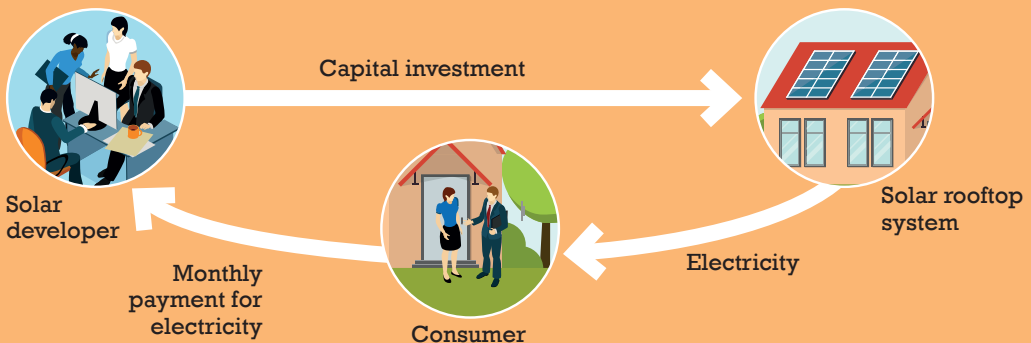 Capital investment
Solar
developer
Solar rooftop
system
Electricity
Monthly
payment for
electricity
Consumer